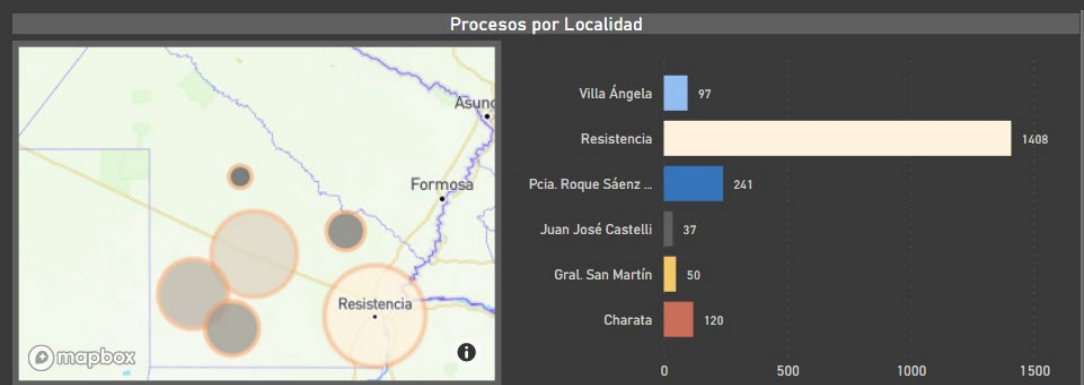 Procesos por Localidad
Asunc
Formosa
Resistencia
mapbox
Villa Ángela 97
Resistencia 1408
Pcia. Roque Sáenz ... 241
Juan José Castelli 37
Gral. San Martín 50
Charata 120
0 500 1000 1500